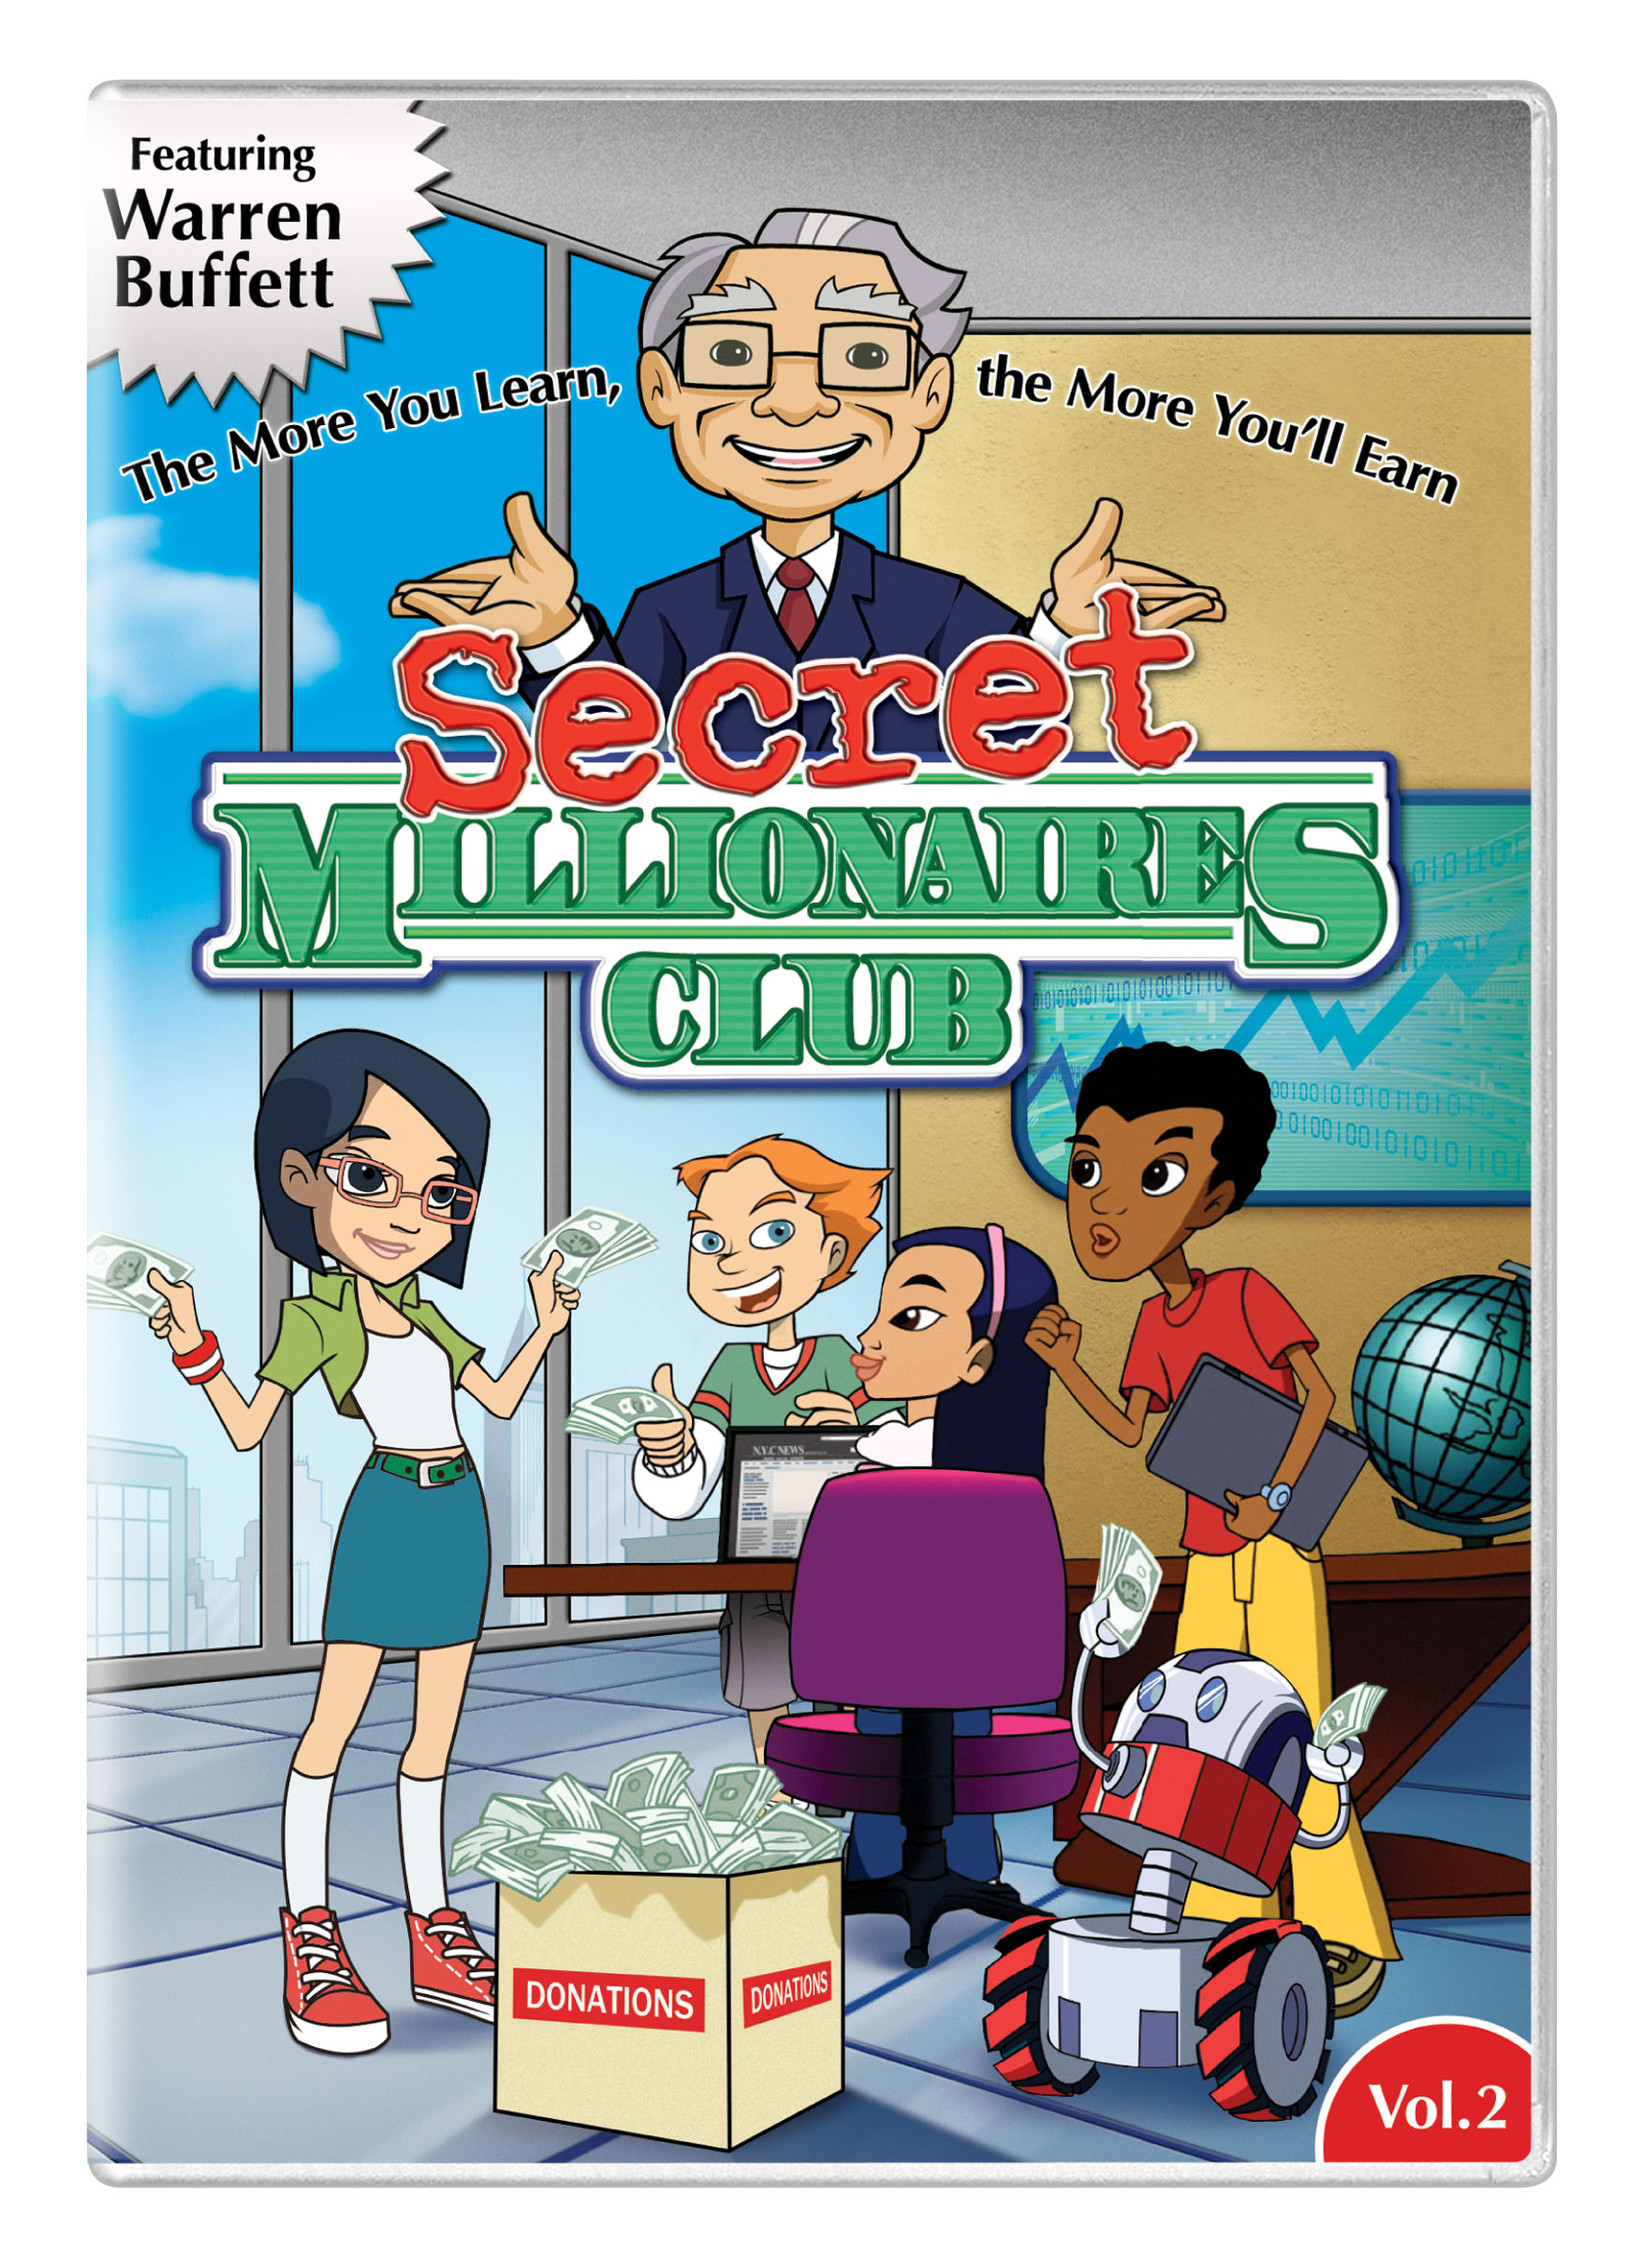 Featuring
Warren
Buffett
The More You Learn,
the More You'll Earn
Secret
MILLIONAIRES
CLUB
N.Y.C NEWS
DONATIONS
DONATIONS
Vol.2